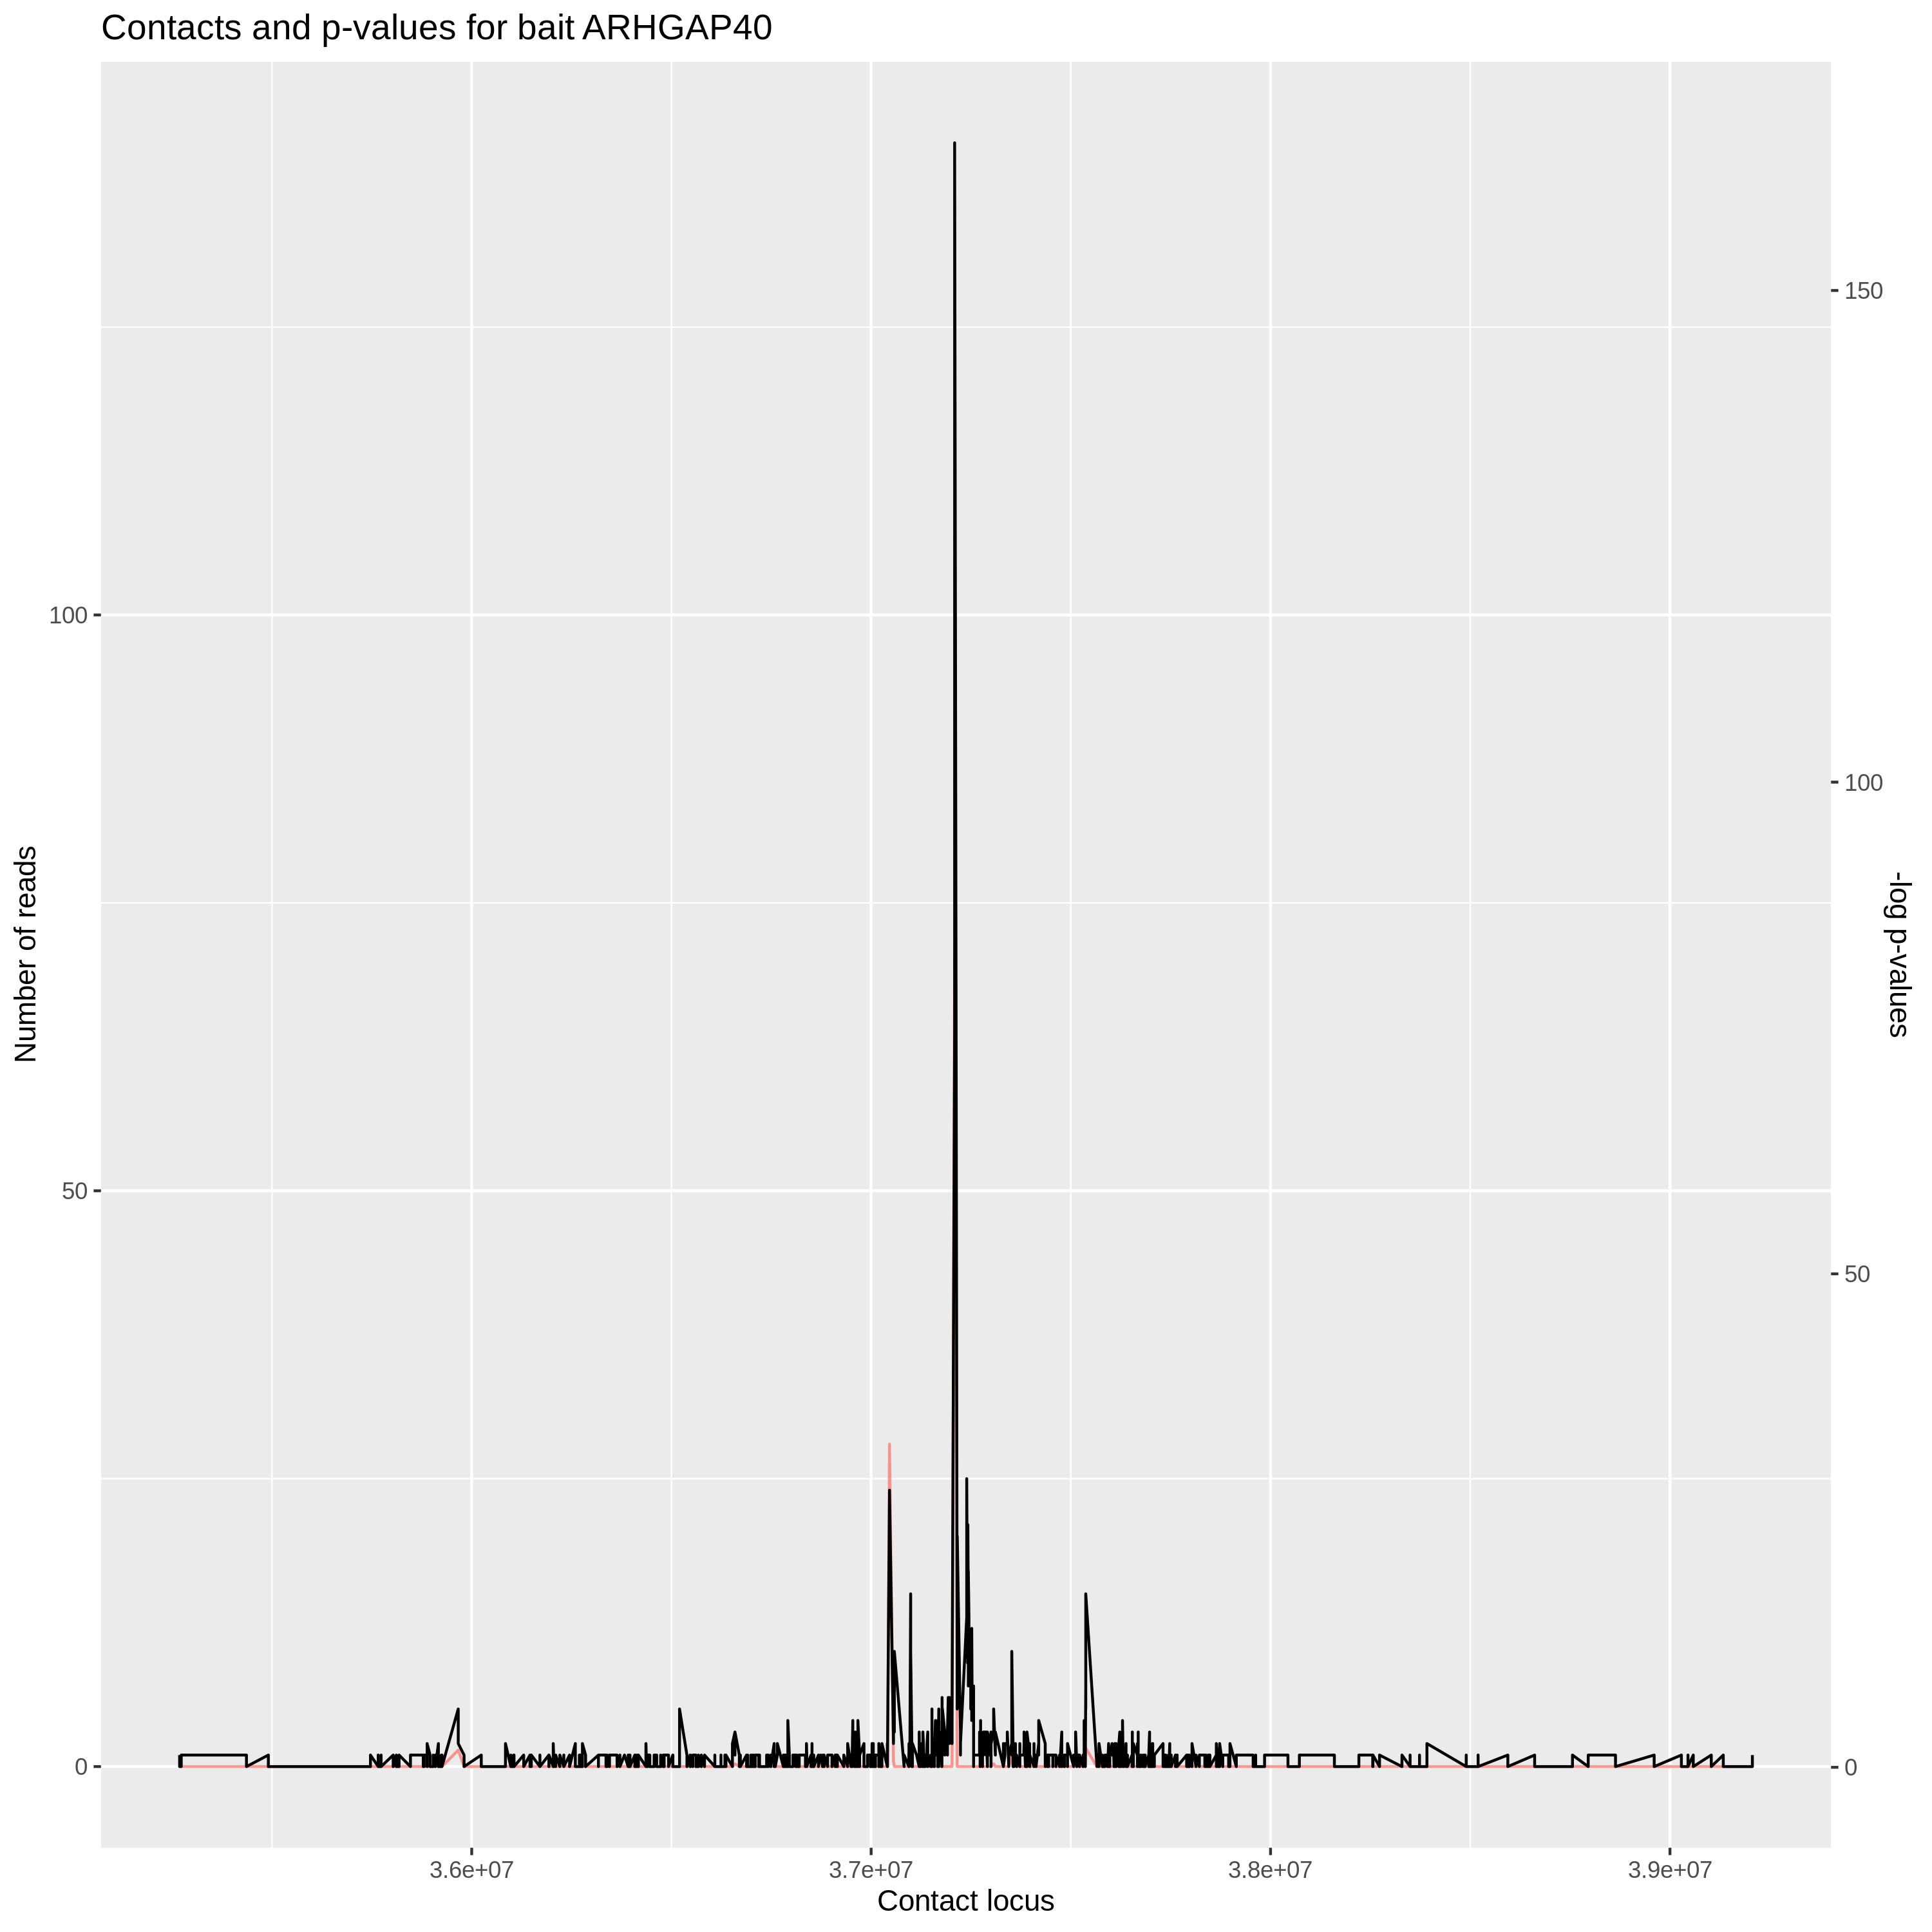 Contacts and p-values for bait ARHGAP40
Number of reads
100
50
0
150
100
50
0
-log p-values
3.6e+07 3.7e+07 3.8e+07 3.9e+07
Contact locus